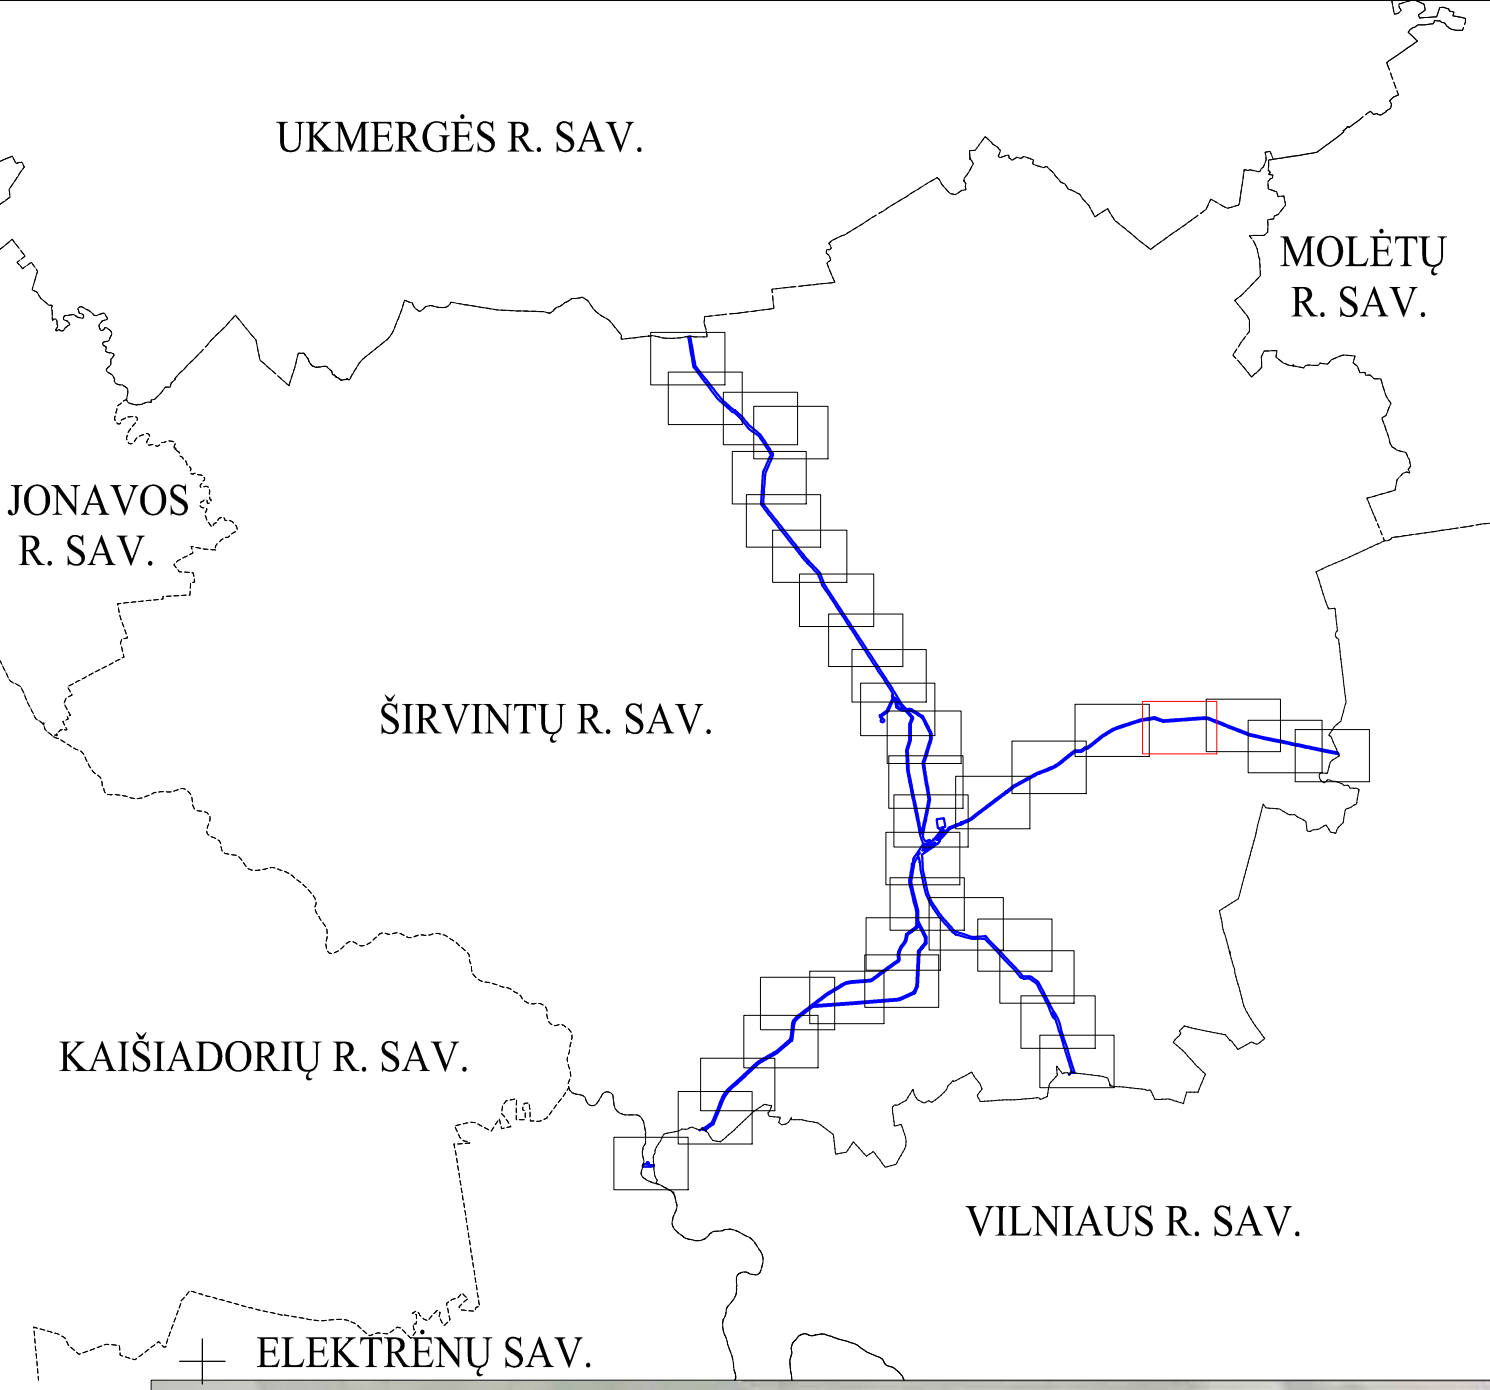 UKMERGĖS R. SAV.
MOLĖTŲ
R. SAV.
JONAVOS
R. SAV.
ŠIRVINTŲ R. SAV.
KAIŠIADORIŲ R. SAV.
VILNIAUS R. SAV.
ELEKTRĖNŲ SAV.